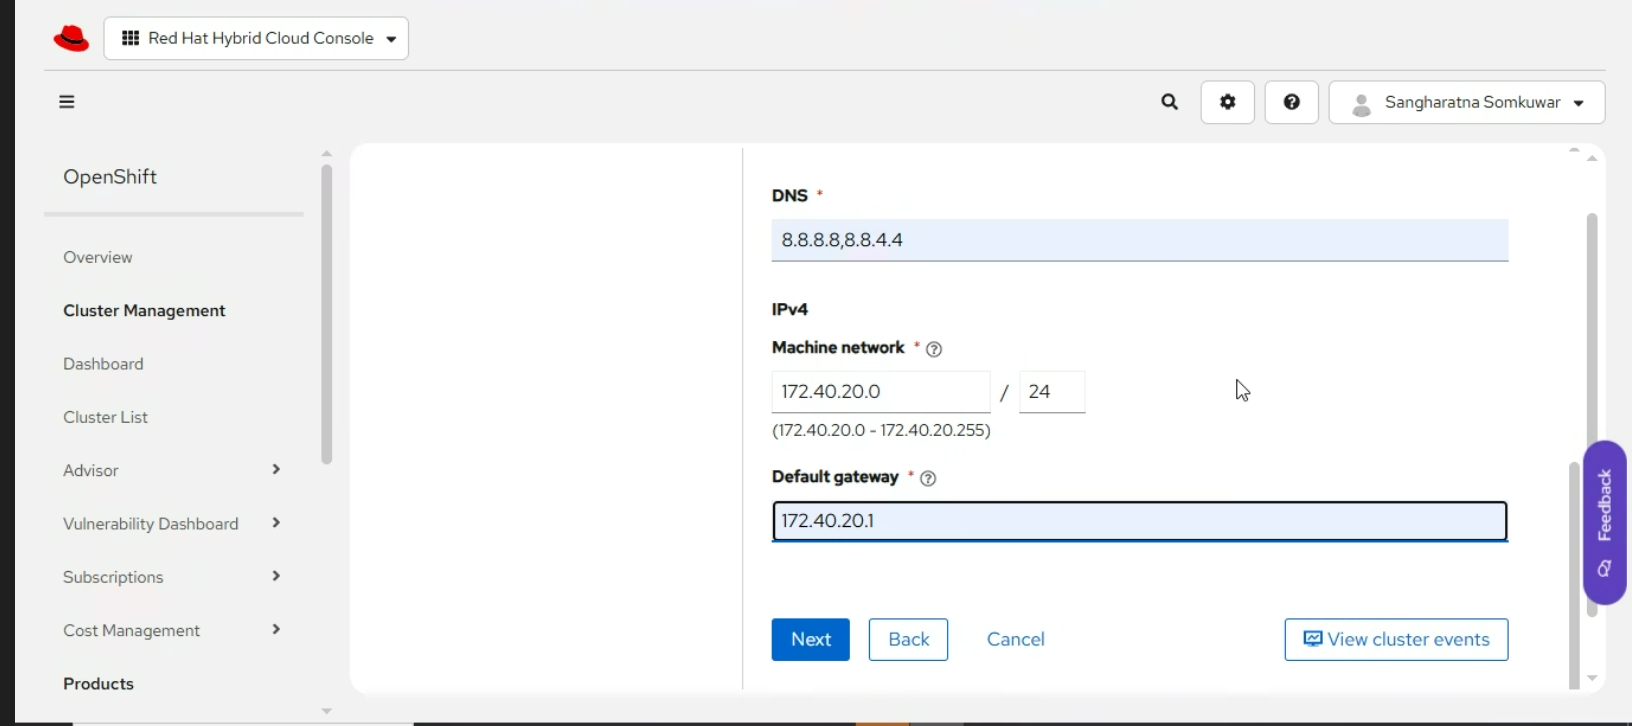 Red Hat Hybrid Cloud Console
Sangharatna Somkuwar
OpenShift
Overview
Cluster Management
Dashboard
Cluster List
Advisor
Vulnerability Dashboard
Subscriptions
Cost Management
Products
DNS *
8.8.8.8,8.8.4.4
IPv4
Machine network *
172.40.20.0 / 24
(172.40.20.0 - 172.40.20.255)
Default gateway *
172.40.20.1
Next Back Cancel View cluster events
Feedback